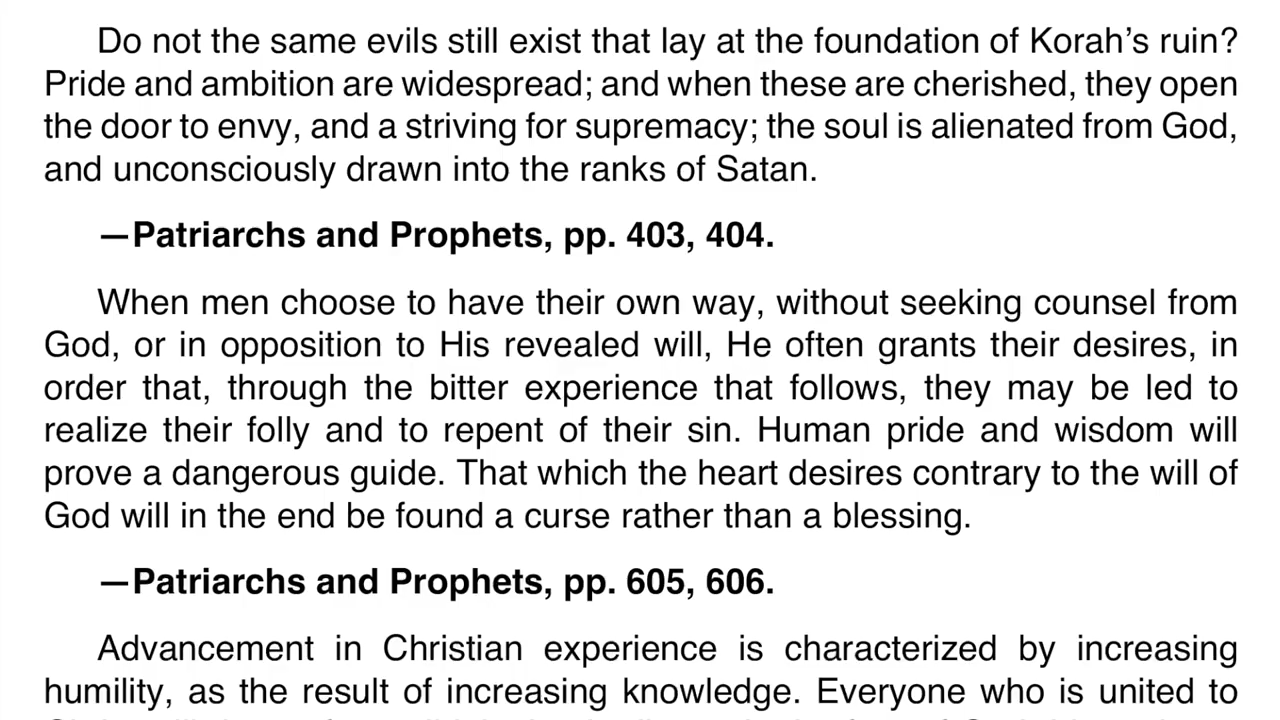 Do not the same evils still exist that lay at the foundation of Korah’s ruin?
Pride and ambition are widespread; and when these are cherished, they open
the door to envy, and a striving for supremacy; the soul is alienated from God,
and unconsciously drawn into the ranks of Satan.
—Patriarchs and Prophets, pp. 403, 404.
When men choose to have their own way, without seeking counsel from
God, or in opposition to His revealed will, He often grants their desires, in
order that, through the bitter experience that follows, they may be led to
realize their folly and to repent of their sin. Human pride and wisdom will
prove a dangerous guide. That which the heart desires contrary to the will of
God will in the end be found a curse rather than a blessing.
—Patriarchs and Prophets, pp. 605, 606.
Advancement in Christian experience is characterized by increasing
humility, as the result of increasing knowledge. Everyone who is united to